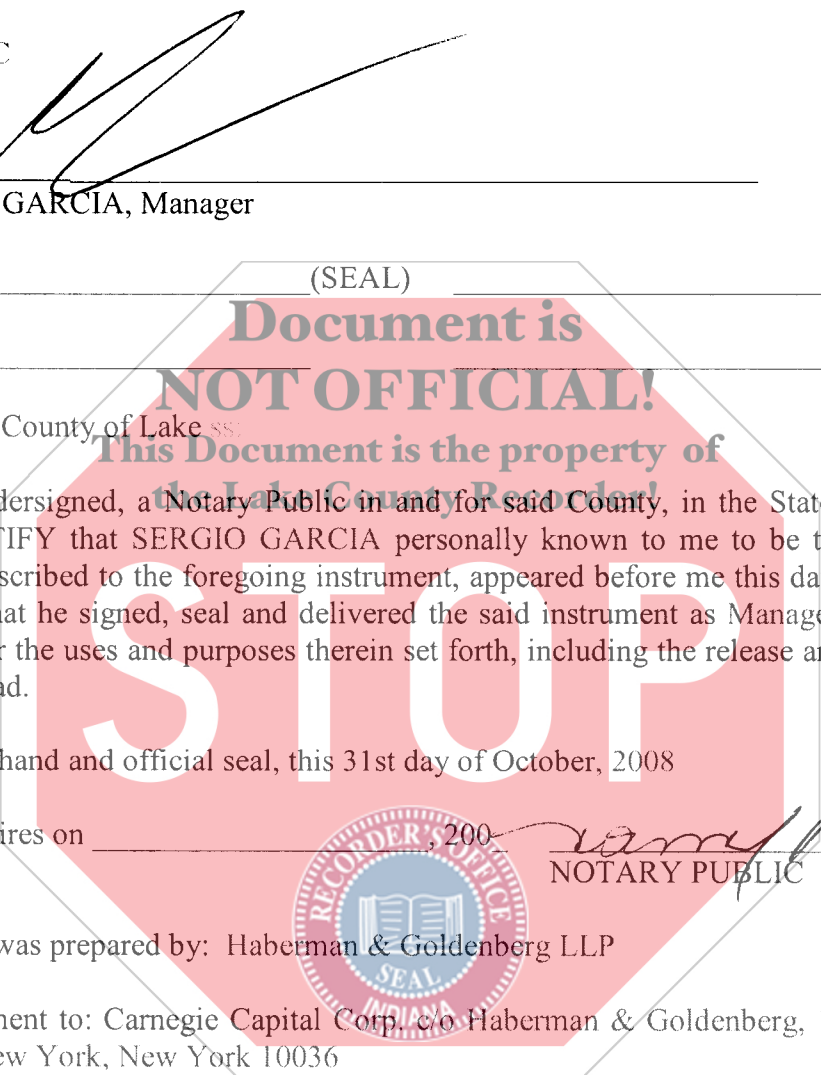 C
GARCIA, Manager
(SEAL)
Document is
NOT OFFICIAL!
County of Lake ss:
This Document is the property of
the Lake County Recorder!
dersigned, a Notary Public in and for said County, in the Stat
TIFY that SERGIO GARCIA personally known to me to be t
scribed to the foregoing instrument, appeared before me this da
hat he signed, seal and delivered the said instrument as Manage
r the uses and purposes therein set forth, including the release an
ad.
STOP
hand and official seal, this 31st day of October, 2008
ires on , 200
NOTARY PUBLIC
RECORDER'S OFFICE
SEAL
INDIANA
was prepared by: Haberman & Goldenberg LLP
nent to: Carnegie Capital Corp. c/o Haberman & Goldenberg,
ew York, New York 10036